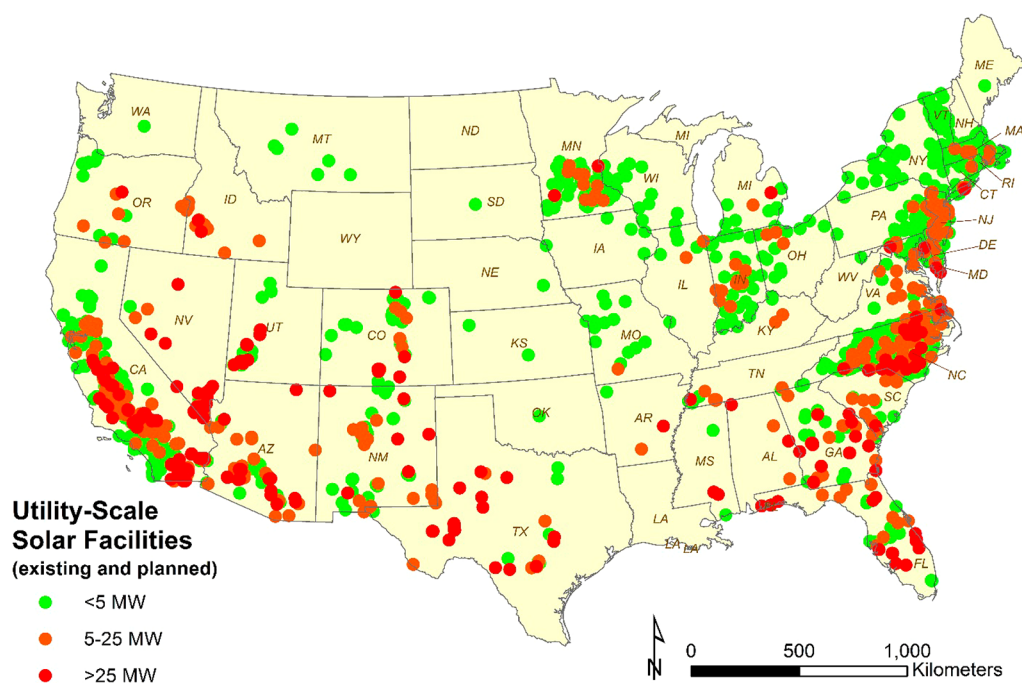 ME
WA
MT
ND
MN
MI
VT
NH
MA
NY
WI
OR
ID
SD
MI
RI
CT
WY
PA
NJ
IA
OH
NE
DE
IL
IN
MD
WV
NV
UT
CO
VA
KS
MO
KY
CA
NC
TN
OK
AR
SC
AZ
NM
MS
AL
GA
TX
LA
LA
LA
FL
Utility-Scale
Solar Facilities
(existing and planned)
<5 MW
5-25 MW
>25 MW
N
0 500 1,000
Kilometers